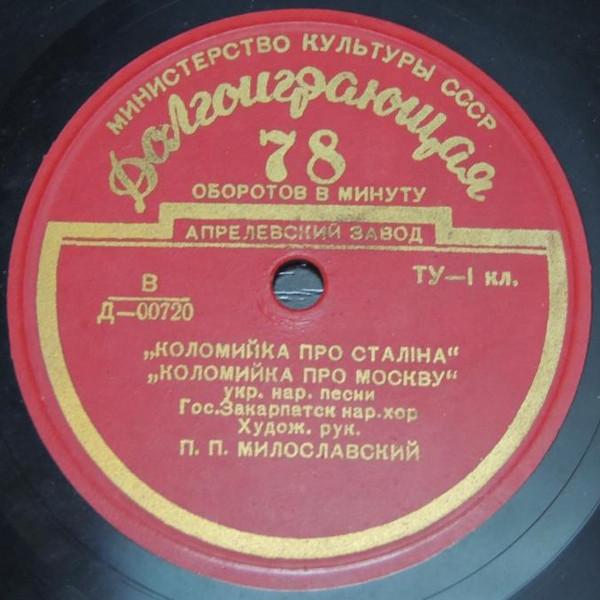 МИНИСТЕРСТВО КУЛЬТУРЫ СССР
Долгоиграющая
78
ОБОРОТОВ В МИНУТУ
АПРЕЛЕВСКИЙ ЗАВОД
В
Д—00720
ТУ—I кл.
„КОЛОМИЙКА ПРО СТАЛІНА“
„КОЛОМИЙКА ПРО МОСКВУ“
укр. нар. песни
Гос.Закарпатск нар.хор
Худож. рук.
П. П. МИЛОСЛАВСКИЙ